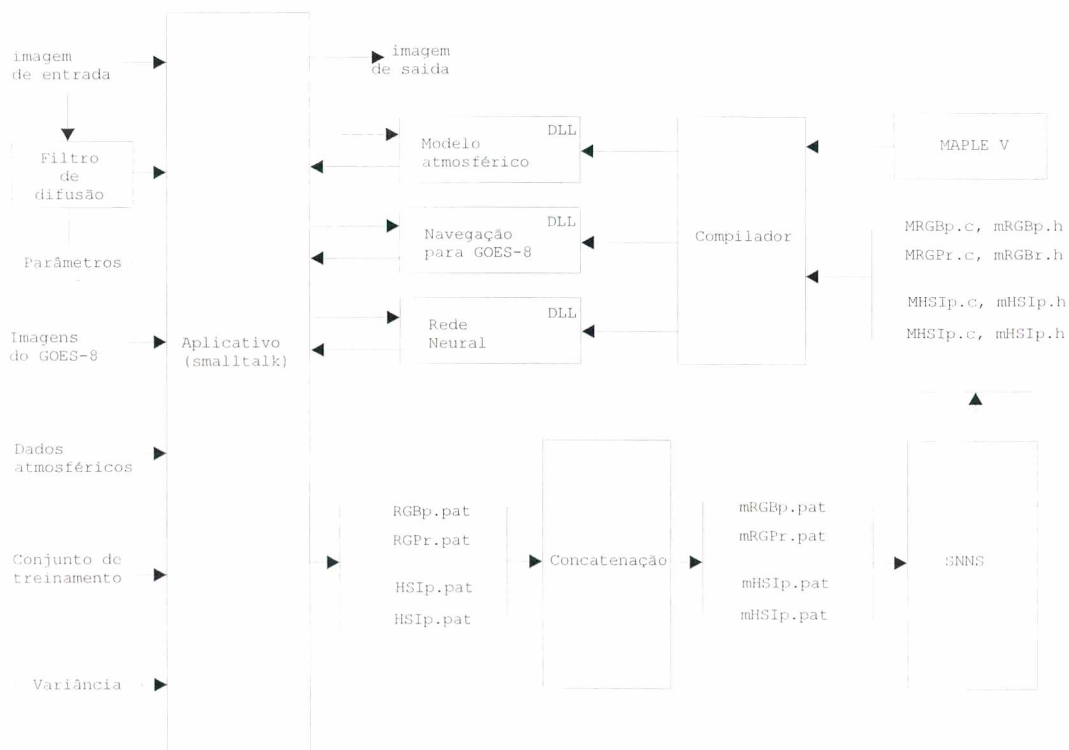 imagem
de entrada
imagem
de saida
Filtro
de
difusão
Parâmetros
Imagens
do GOES-8
Dados
atmosféricos
Conjunto de
treinamento
Variância
Aplicativo
(smalltalk)
DLL
Modelo
atmosférico
DLL
Navegação
para GOES-8
DLL
Rede
Neural
Compilador
MAPLE V
MRGBp.c, mRGBp.h
MRGPr.c, mRGBr.h
MHSIp.c, mHSIp.h
MHSIp.c, mHSIp.h
RGBp.pat
RGPr.pat
HSIp.pat
HSIp.pat
Concatenação
mRGBp.pat
mRGPr.pat
mHSIp.pat
mHSIp.pat
SNNS